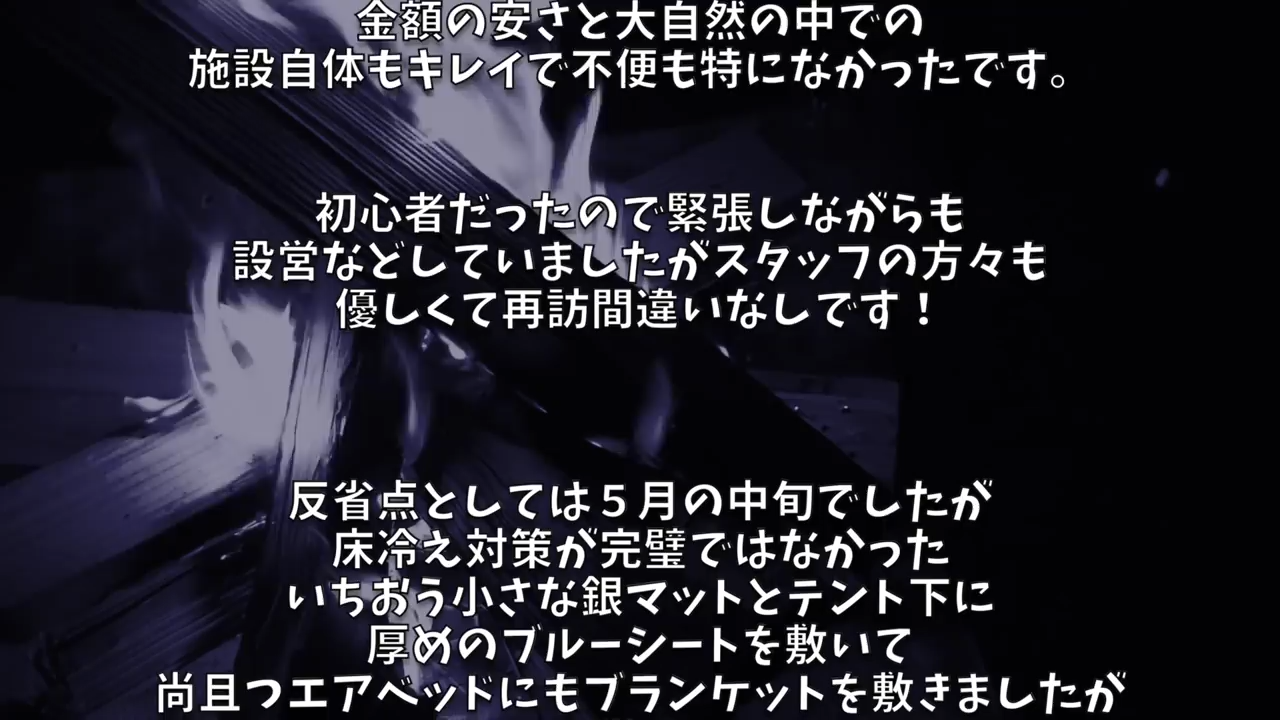 金額の安さと大自然の中での
施設自体もキレイで不便も特になかったです。
初心者だったので緊張しながらも
設営などしていましたがスタッフの方々も
優しくて再訪間違いなしです！
反省点としては５月の中旬でしたが
床冷え対策が完璧ではなかった
いちおう小さな銀マットとテント下に
厚めのブルーシートを敷いて
尚且つエアベッドにもブランケットを敷きましたが